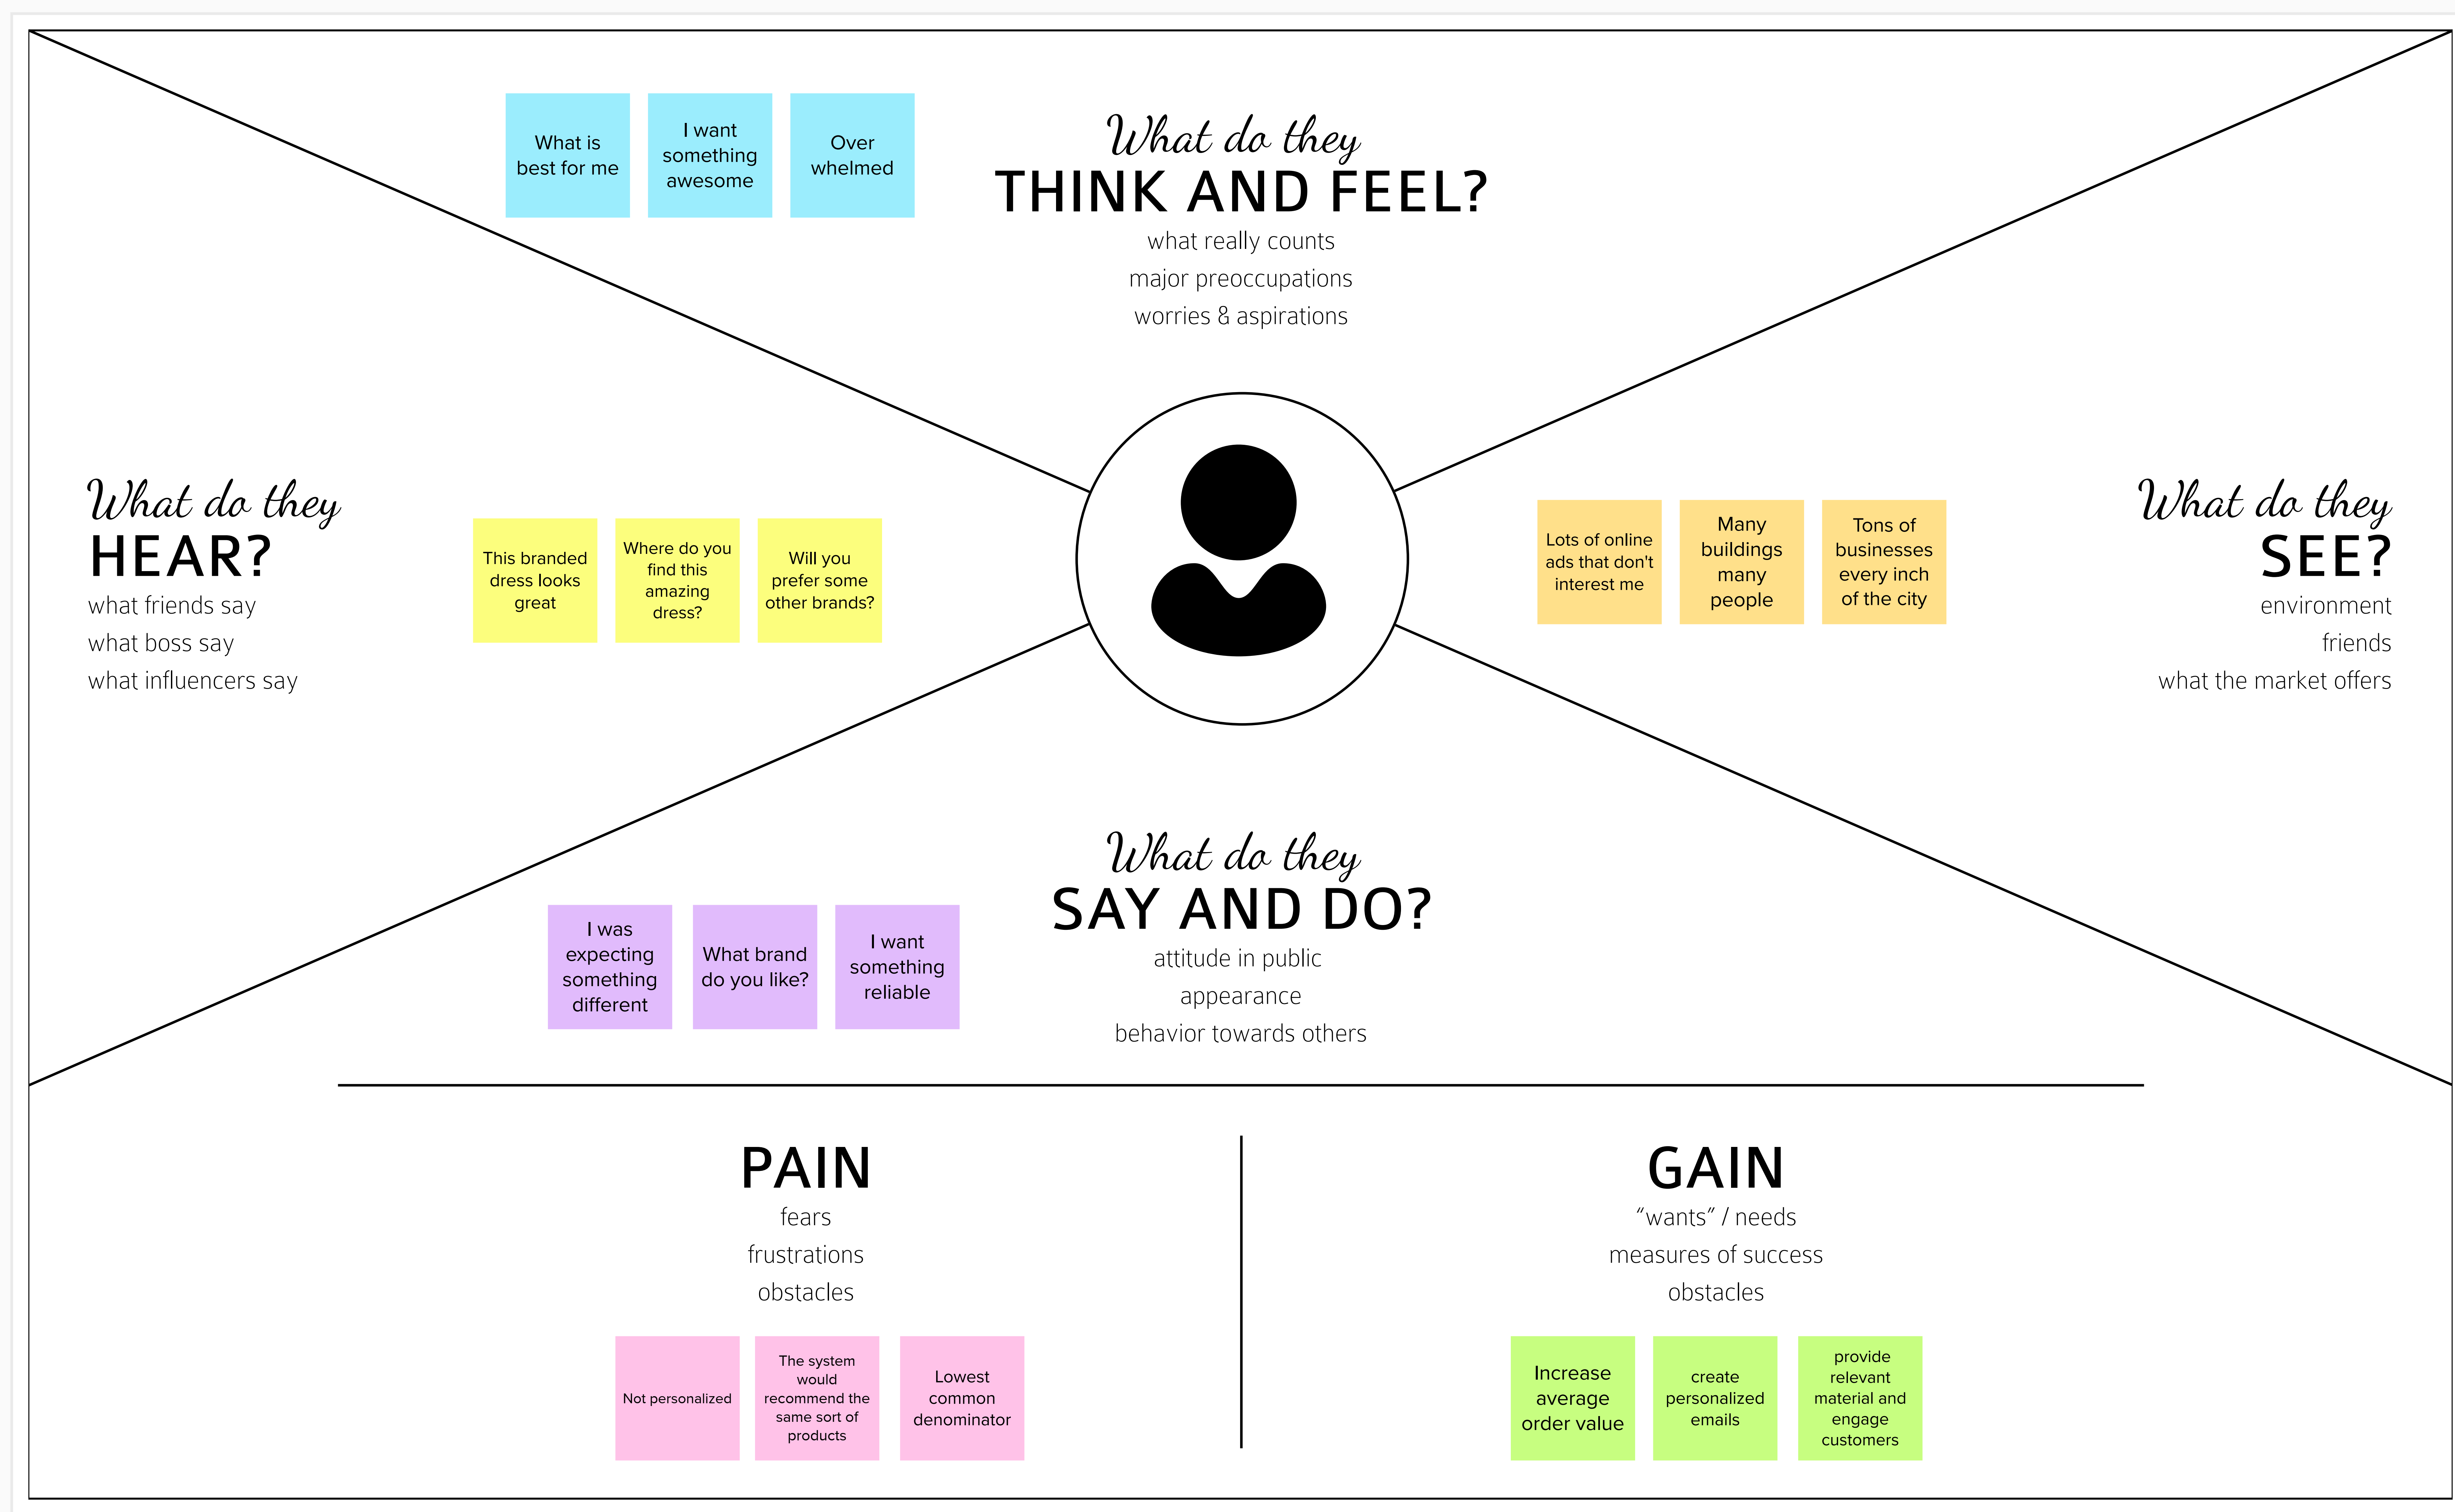 What is
best for me
I want
something
awesome
Over
whelmed
What do they
THINK AND FEEL?
what really counts
major preoccupations
worries & aspirations
What do they
HEAR?
what friends say
what boss say
what influencers say
This branded
dress looks
great
Where do you
find this
amazing
dress?
Will you
prefer some
other brands?
Lots of online
ads that don't
interest me
Many
buildings
many
people
Tons of
businesses
every inch
of the city
What do they
SEE?
environment
friends
what the market offers
I was
expecting
something
different
What brand
do you like?
I want
something
reliable
What do they
SAY AND DO?
attitude in public
appearance
behavior towards others
PAIN
fears
frustrations
obstacles
Not personalized
The system
would
recommend the
same sort of
products
Lowest
common
denominator
GAIN
“wants” / needs
measures of success
obstacles
Increase
average
order value
create
personalized
emails
provide
relevant
material and
engage
customers